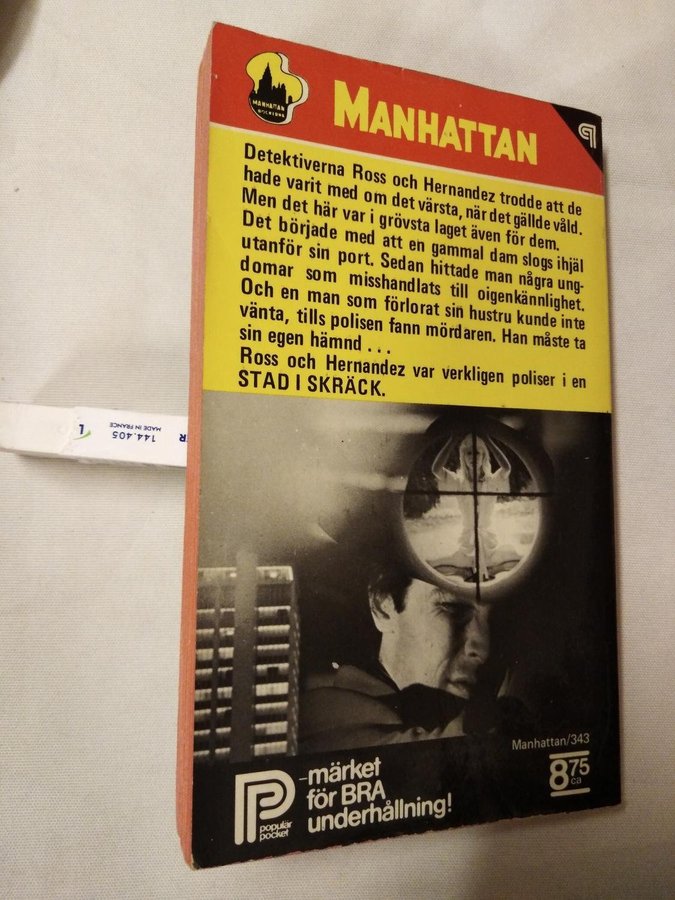 MANHATTAN
BÖCKERNA
MANHATTAN
Detektiverna Ross och Hernandez trodde att de
hade varit med om det värsta, när det gällde våld.
Men det här var i grövsta laget även för dem.
Det började med att en gammal dam slogs ihjäl
utanför sin port. Sedan hittade man några ung-
domar som misshandlats till oigenkännlighet.
Och en man som förlorat sin hustru kunde inte
vänta, tills polisen fann mördaren. Han måste ta
sin egen hämnd ...
Ross och Hernandez var verkligen poliser i en
STAD I SKRÄCK.
L 144.405 R
MADE IN FRANCE
Manhattan/343
8 75
ca
populär
pocket
-märket
för BRA
underhållning!